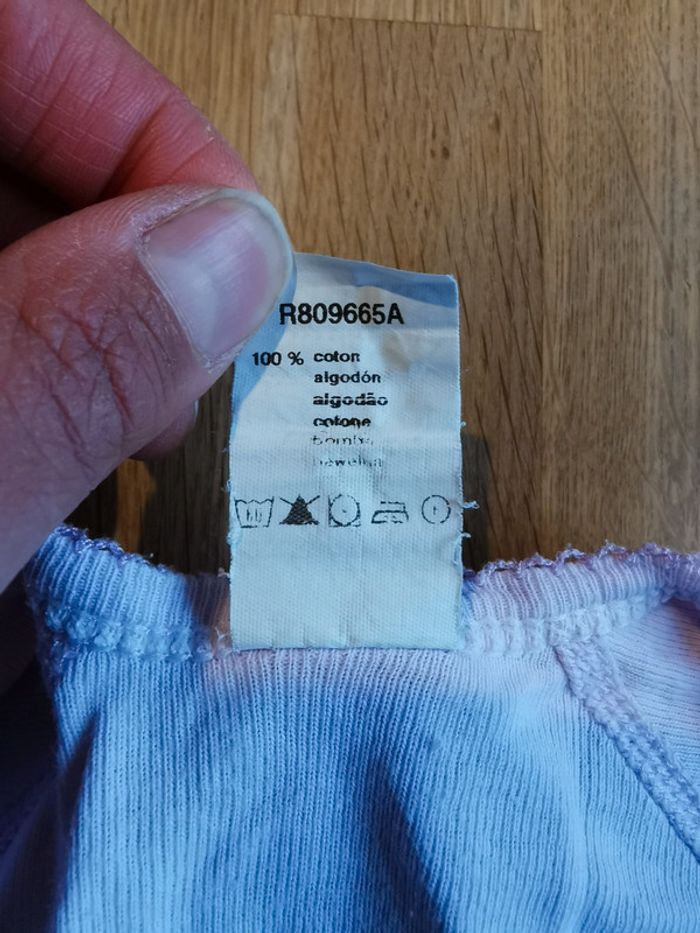 R809665A
100 % coton
algodón
algodão
cotone